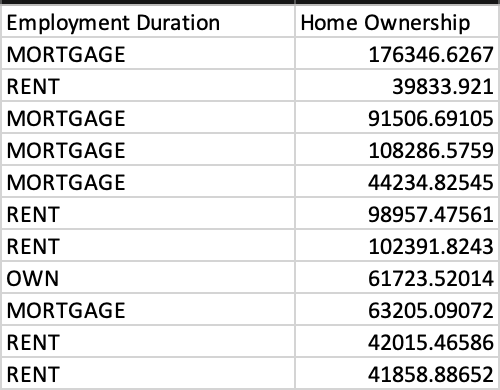 Employment Duration Home Ownership
MORTGAGE 176346.6267
RENT 39833.921
MORTGAGE 91506.69105
MORTGAGE 108286.5759
MORTGAGE 44234.82545
RENT 98957.47561
RENT 102391.8243
OWN 61723.52014
MORTGAGE 63205.09072
RENT 42015.46586
RENT 41858.88652